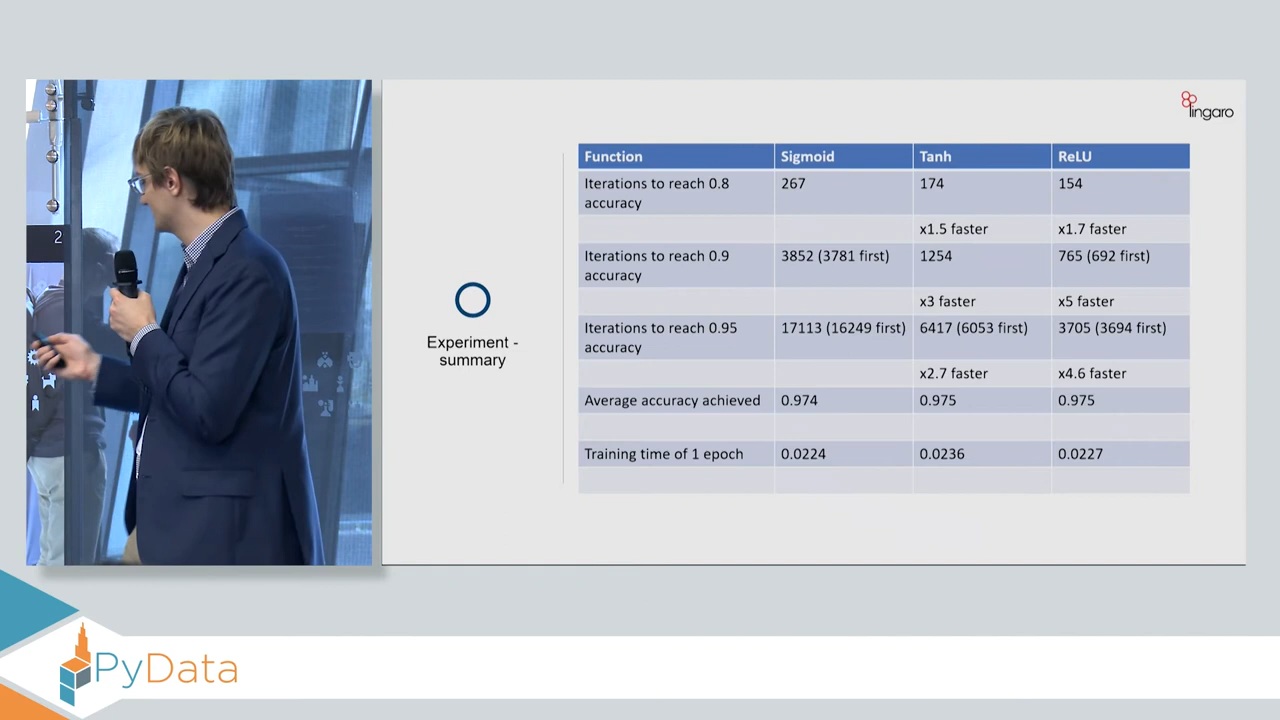 lingaro
Function Sigmoid Tanh ReLU
Iterations to reach 0.8 267 174 154
accuracy
x1.5 faster x1.7 faster
Iterations to reach 0.9 3852 (3781 first) 1254 765 (692 first)
accuracy
x3 faster x5 faster
Iterations to reach 0.95 17113 (16249 first) 6417 (6053 first) 3705 (3694 first)
accuracy
x2.7 faster x4.6 faster
Average accuracy achieved 0.974 0.975 0.975
Training time of 1 epoch 0.0224 0.0236 0.0227
Experiment -
summary
2
PyData